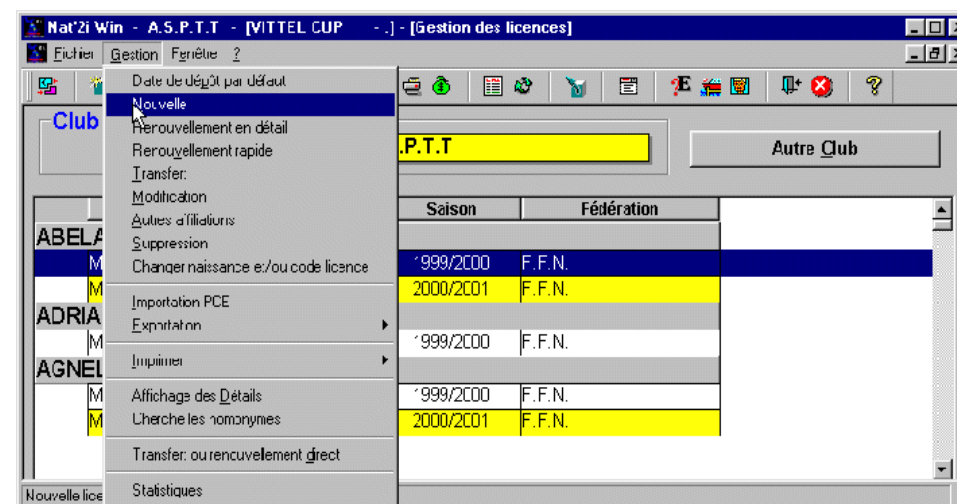 Nat'2i Win - A.S.P.T.T - [VITTEL CUP - .] - [Gestion des licences]
Fichier Gestion Fenêtre ?
Date de dépôt par défaut
Nouvelle
Renouvellement en détail
Renouvellement rapide
Transfert
Modification
Autres affiliations
Suppression
Changer naissance et/ou code licence
Importation PCE
Exportation
Imprimer
Affichage des Détails
Cherche les homonymes
Transfert ou renouvellement direct
Statistiques
Club
.P.T.T
Autre Club
Saison Fédération
ABELA
M 1999/2000 F.F.N.
M 2000/2001 F.F.N.
ADRIA
M 1999/2000 F.F.N.
AGNEL
M 1999/2000 F.F.N.
M 2000/2001 F.F.N.
Nouvelle lice